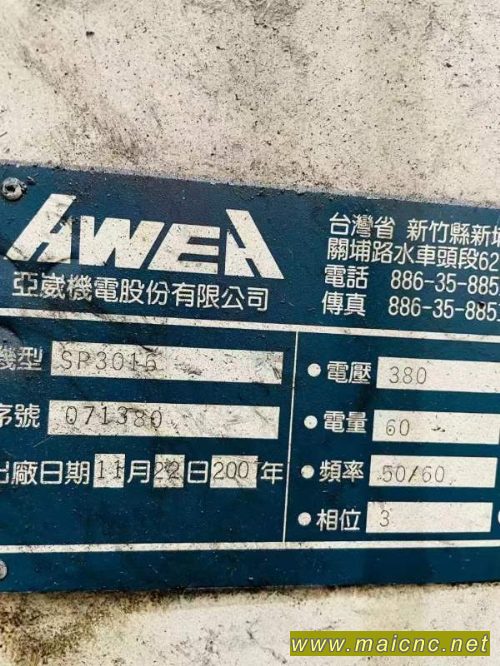 AWEA
亞崴機電股份有限公司
台灣省 新竹縣新埔
關埔路水車頭段62
電話 886-35-885
傳真 886-35-885
機型 SP3016
序號 071380
出廠日期 11月22日2007年
電壓 380
電量 60
頻率 50/60
相位 3
www.maicnc.net